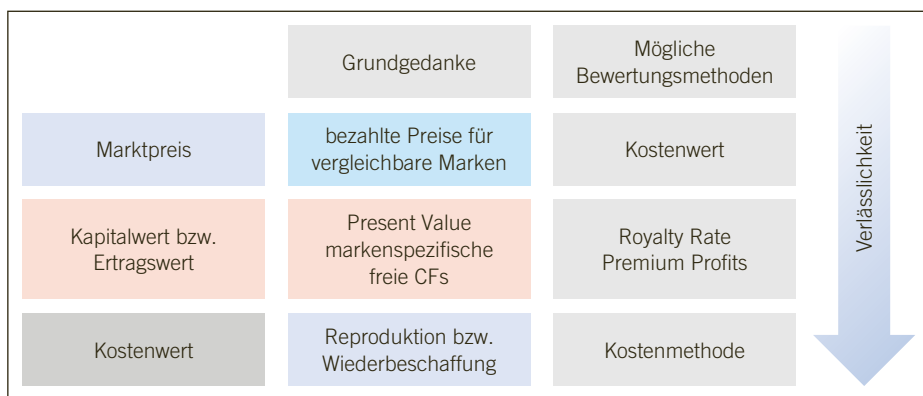 Grundgedanke
Mögliche
Bewertungsmethoden
Marktpreis
bezahlte Preise für
vergleichbare Marken
Kostenwert
Kapitalwert bzw.
Ertragswert
Present Value
markenspezifische
freie CFs
Royalty Rate
Premium Profits
Kostenwert
Reproduktion bzw.
Wiederbeschaffung
Kostenmethode
Verlässlichkeit